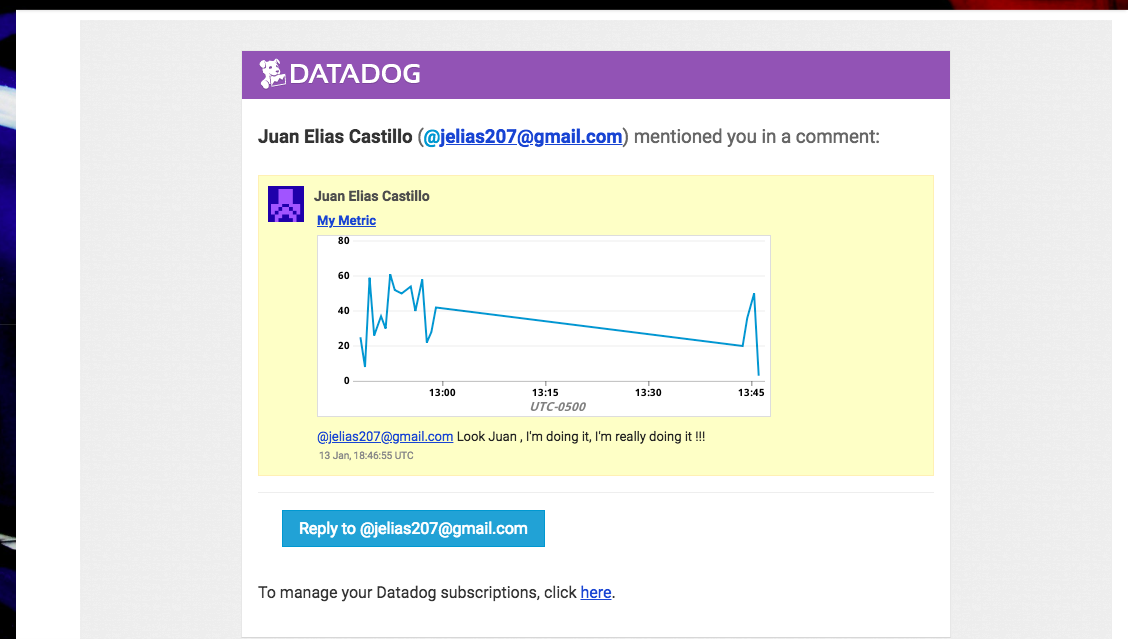 DATADOG
Juan Elias Castillo (@jelias207@gmail.com) mentioned you in a comment:
Juan Elias Castillo
My Metric
80
60
40
20
0
13:00 13:15 13:30 13:45
UTC-0500
@jelias207@gmail.com Look Juan , I'm doing it, I'm really doing it !!!
13 Jan, 18:46:55 UTC
Reply to @jelias207@gmail.com
To manage your Datadog subscriptions, click here.